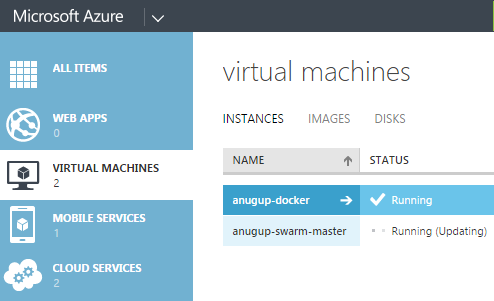 Microsoft Azure
ALL ITEMS
WEB APPS
0
VIRTUAL MACHINES
2
MOBILE SERVICES
1
CLOUD SERVICES
2
virtual machines
INSTANCES IMAGES DISKS
NAME STATUS
anugup-docker Running
anugup-swarm-master Running (Updating)